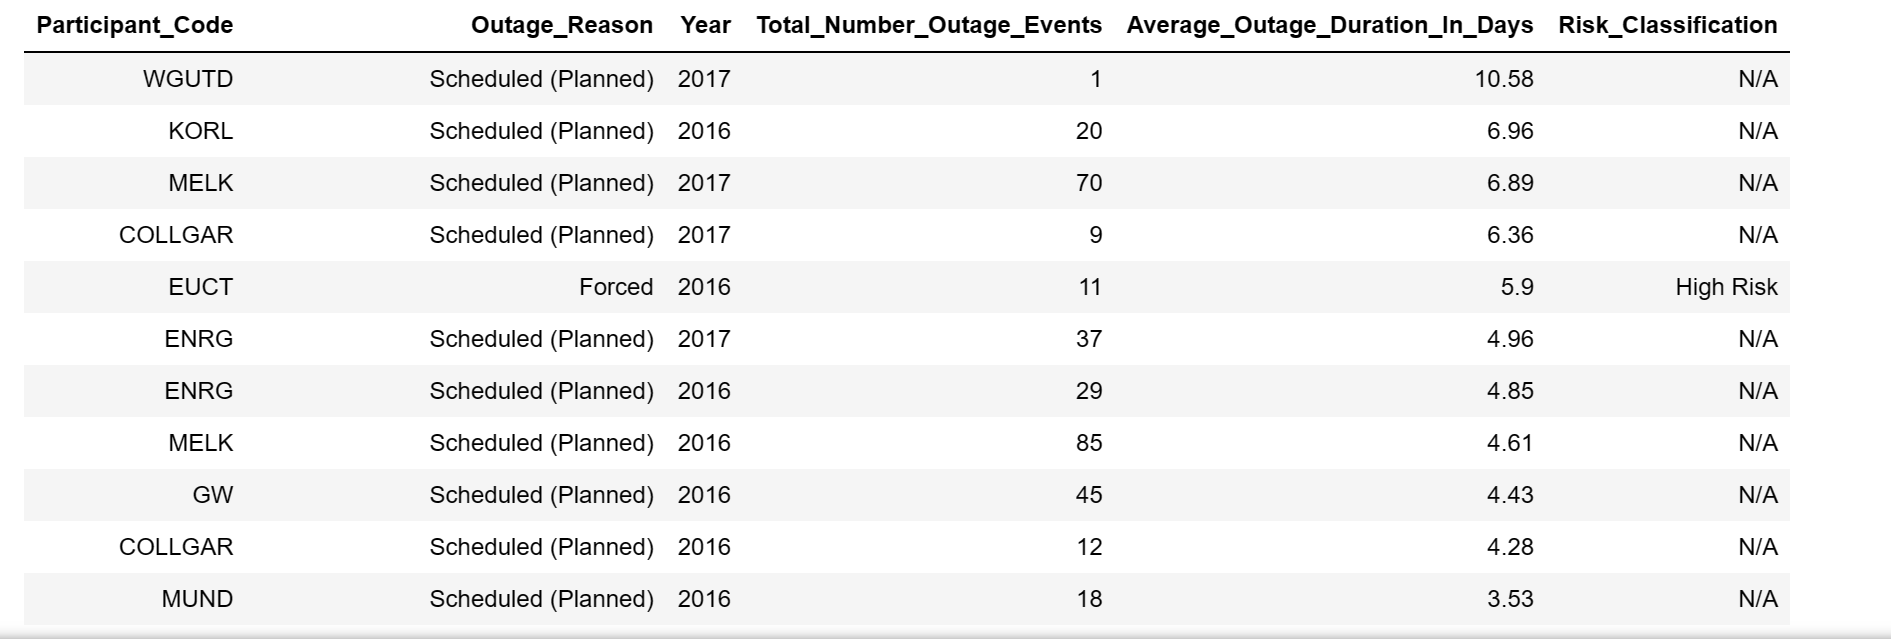 Participant_Code Outage_Reason Year Total_Number_Outage_Events Average_Outage_Duration_In_Days Risk_Classification
WGUTD Scheduled (Planned) 2017 1 10.58 N/A
KORL Scheduled (Planned) 2016 20 6.96 N/A
MELK Scheduled (Planned) 2017 70 6.89 N/A
COLLGAR Scheduled (Planned) 2017 9 6.36 N/A
EUCT Forced 2016 11 5.9 High Risk
ENRG Scheduled (Planned) 2017 37 4.96 N/A
ENRG Scheduled (Planned) 2016 29 4.85 N/A
MELK Scheduled (Planned) 2016 85 4.61 N/A
GW Scheduled (Planned) 2016 45 4.43 N/A
COLLGAR Scheduled (Planned) 2016 12 4.28 N/A
MUND Scheduled (Planned) 2016 18 3.53 N/A